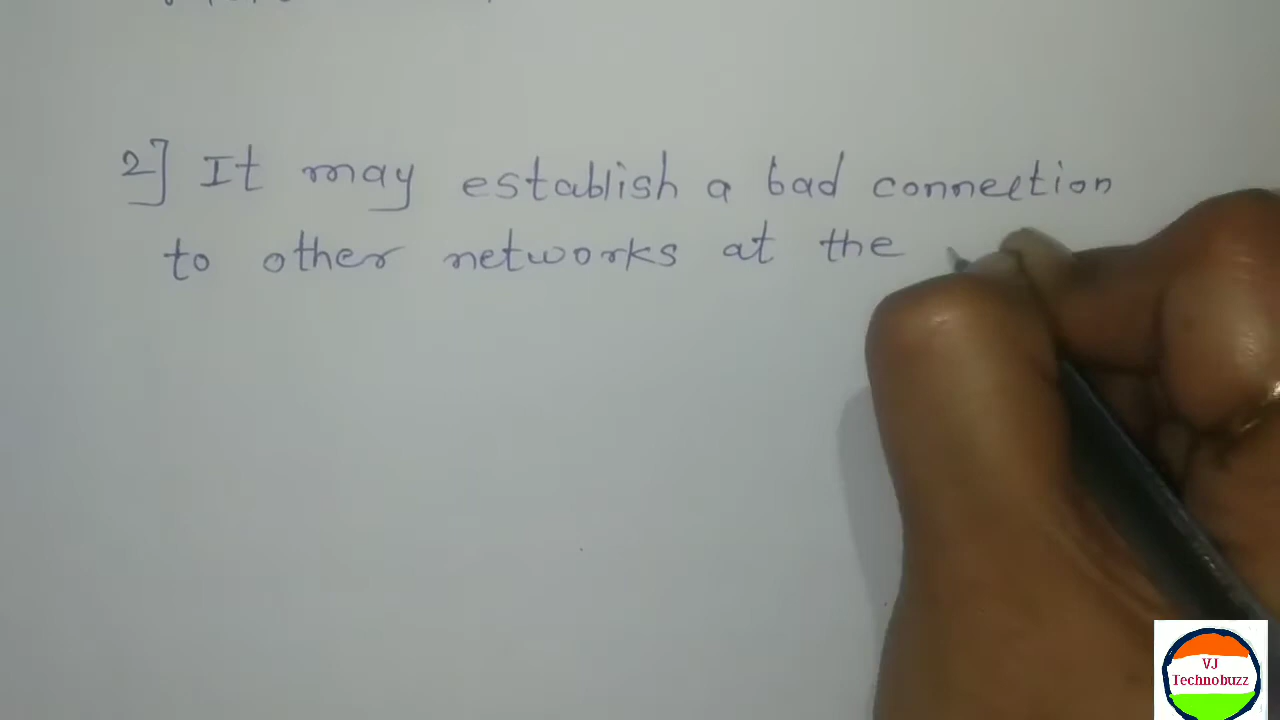 2] It may establish a bad connection
to other networks at the
VJ
Technobuzz